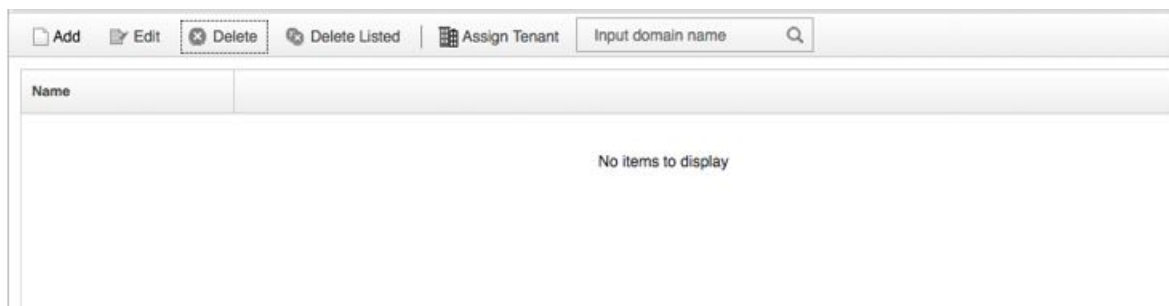 Add Edit Delete Delete Listed Assign Tenant Input domain name
Name
No items to display